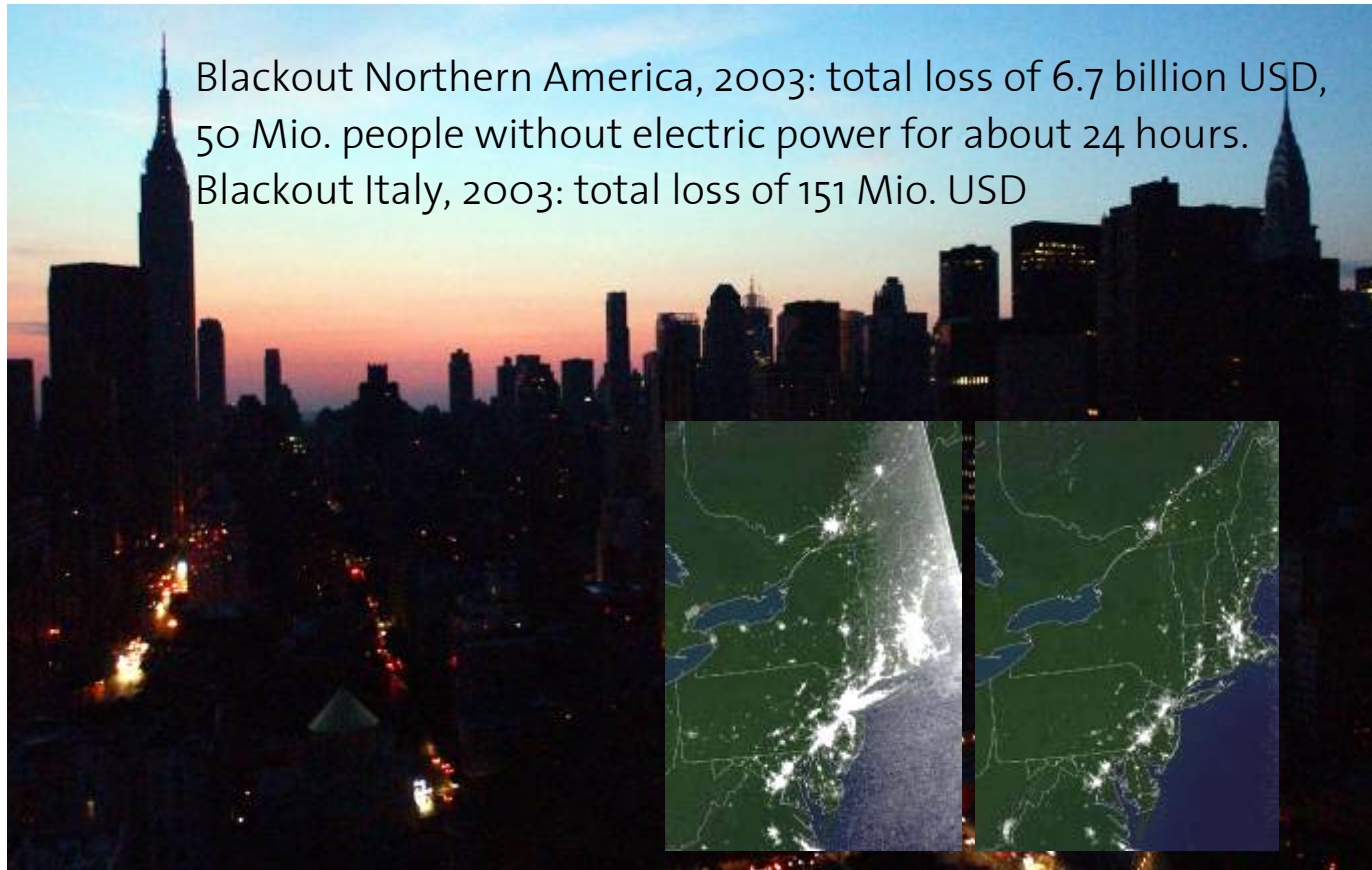 Blackout Northern America, 2003: total loss of 6.7 billion USD,
50 Mio. people without electric power for about 24 hours.
Blackout Italy, 2003: total loss of 151 Mio. USD